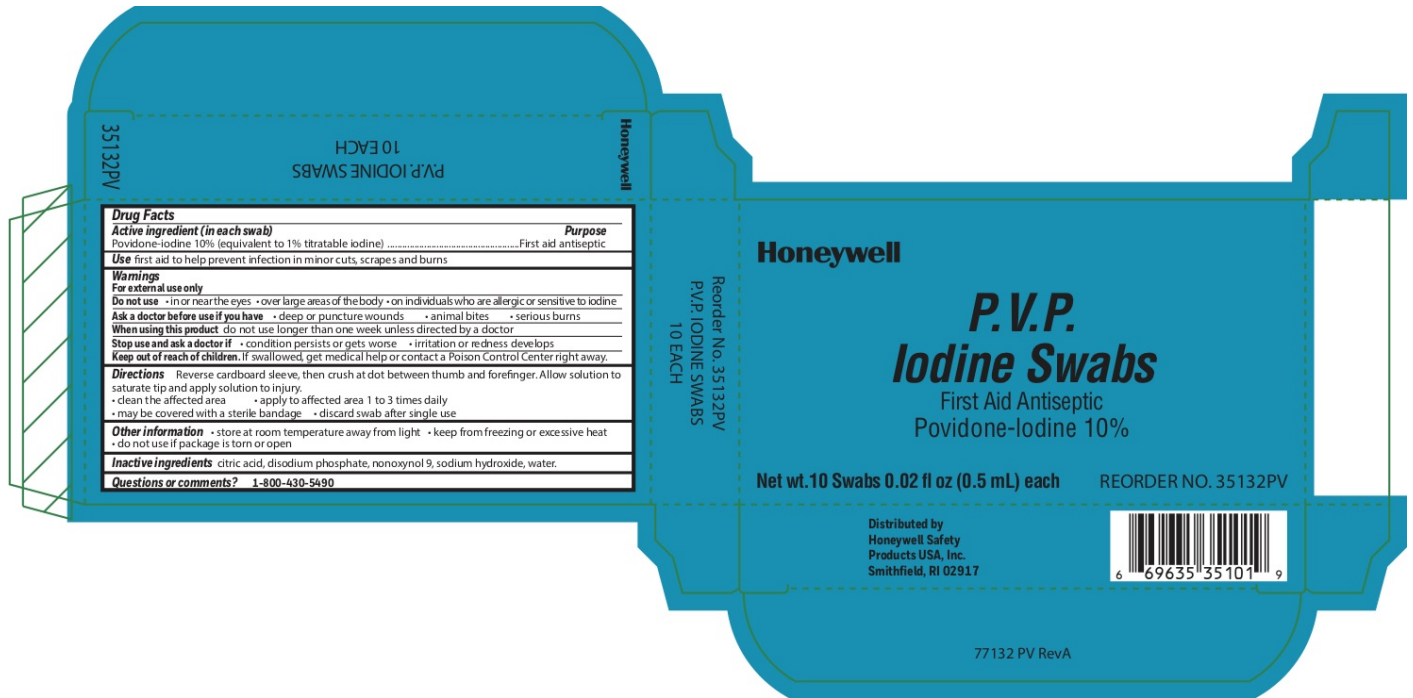 35132PV
P.V.P. IODINE SWABS
10 EACH
Honeywell
Drug Facts
Active ingredient (in each swab) Purpose
Povidone-iodine 10% (equivalent to 1% titratable iodine) ........................................................First aid antiseptic
Use first aid to help prevent infection in minor cuts, scrapes and burns
Warnings
For external use only
Do not use • in or near the eyes • over large areas of the body • on individuals who are allergic or sensitive to iodine
Ask a doctor before use if you have • deep or puncture wounds • animal bites • serious burns
When using this product do not use longer than one week unless directed by a doctor
Stop use and ask a doctor if • condition persists or gets worse • irritation or redness develops
Keep out of reach of children. If swallowed, get medical help or contact a Poison Control Center right away.
Directions Reverse cardboard sleeve, then crush at dot between thumb and forefinger. Allow solution to
saturate tip and apply solution to injury.
• clean the affected area • apply to affected area 1 to 3 times daily
• may be covered with a sterile bandage • discard swab after single use
Other information • store at room temperature away from light • keep from freezing or excessive heat
• do not use if package is torn or open
Inactive ingredients citric acid, disodium phosphate, nonoxynol 9, sodium hydroxide, water.
Questions or comments? 1-800-430-5490
Reorder No. 35132PV
P.V.P. IODINE SWABS
10 EACH
Honeywell
P.V.P.
Iodine Swabs
First Aid Antiseptic
Povidone-Iodine 10%
Net wt.10 Swabs 0.02 fl oz (0.5 mL) each REORDER NO. 35132PV
Distributed by
Honeywell Safety
Products USA, Inc.
Smithfield, RI 02917
6 69635 35101 9
77132 PV RevA